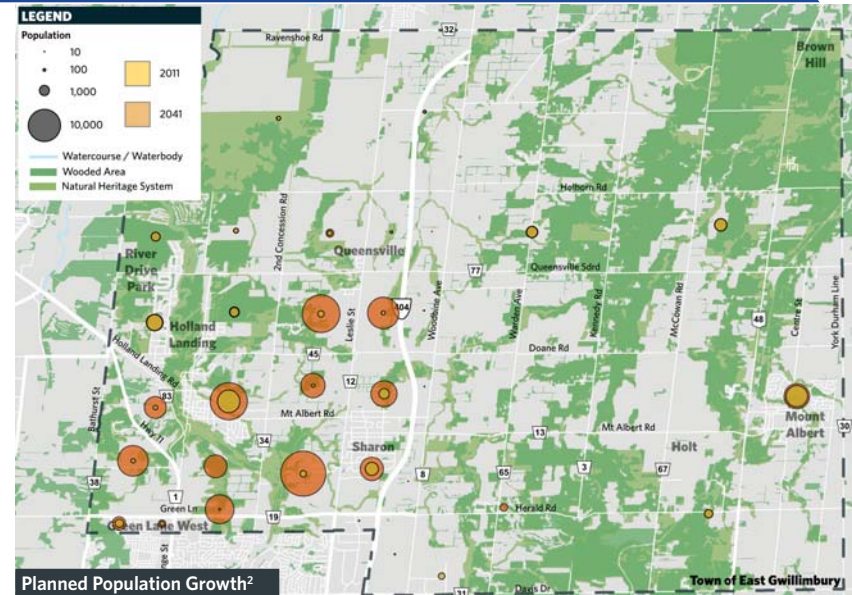 LEGEND
Population
10
100
1,000
10,000
2011
2041
Watercourse / Waterbody
Wooded Area
Natural Heritage System
32
Ravenshoe Rd
Brown
Hill
Holborn Rd
2nd Concession Rd
River
Drive
Park
Queensville
77
Queensville Sdrd
404
Leslie St
Woodbine Ave
Warden Ave
Kennedy Rd
McCowan Rd
48
Centre St
York Durham Line
Holland
Landing
Holland Landing Rd
45
Doane Rd
12
83
Bathurst St
Mt Albert Rd
Hwy 11
34
Sharon
13
Mt Albert Rd
Holt
Mount
Albert
30
38
1
8
65
3
67
Green Ln
19
Herald Rd
Green Lane West
nge St
31
Davis Dr
Town of East Gwillimbury
Planned Population Growth²